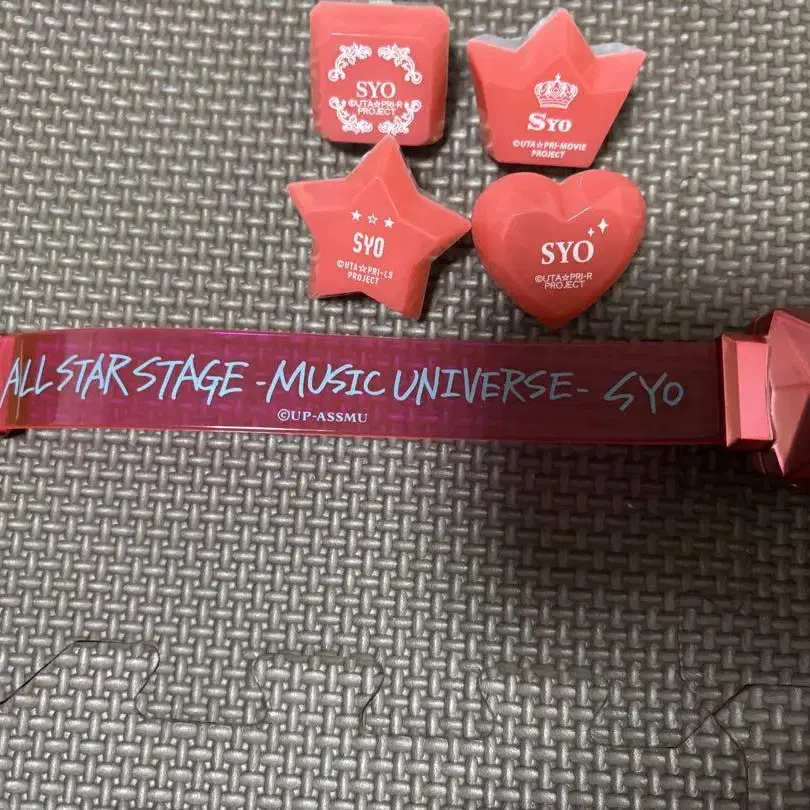 SYO
©UTA☆PRI-R
PROJECT
SYO
©UTA☆PRI-MOVIE
PROJECT
SYO
©UTA☆PRI-LS
PROJECT
SYO
©UTA☆PRI-R
PROJECT
ALL STAR STAGE -MUSIC UNIVERSE- SYO
©UP-ASSMU